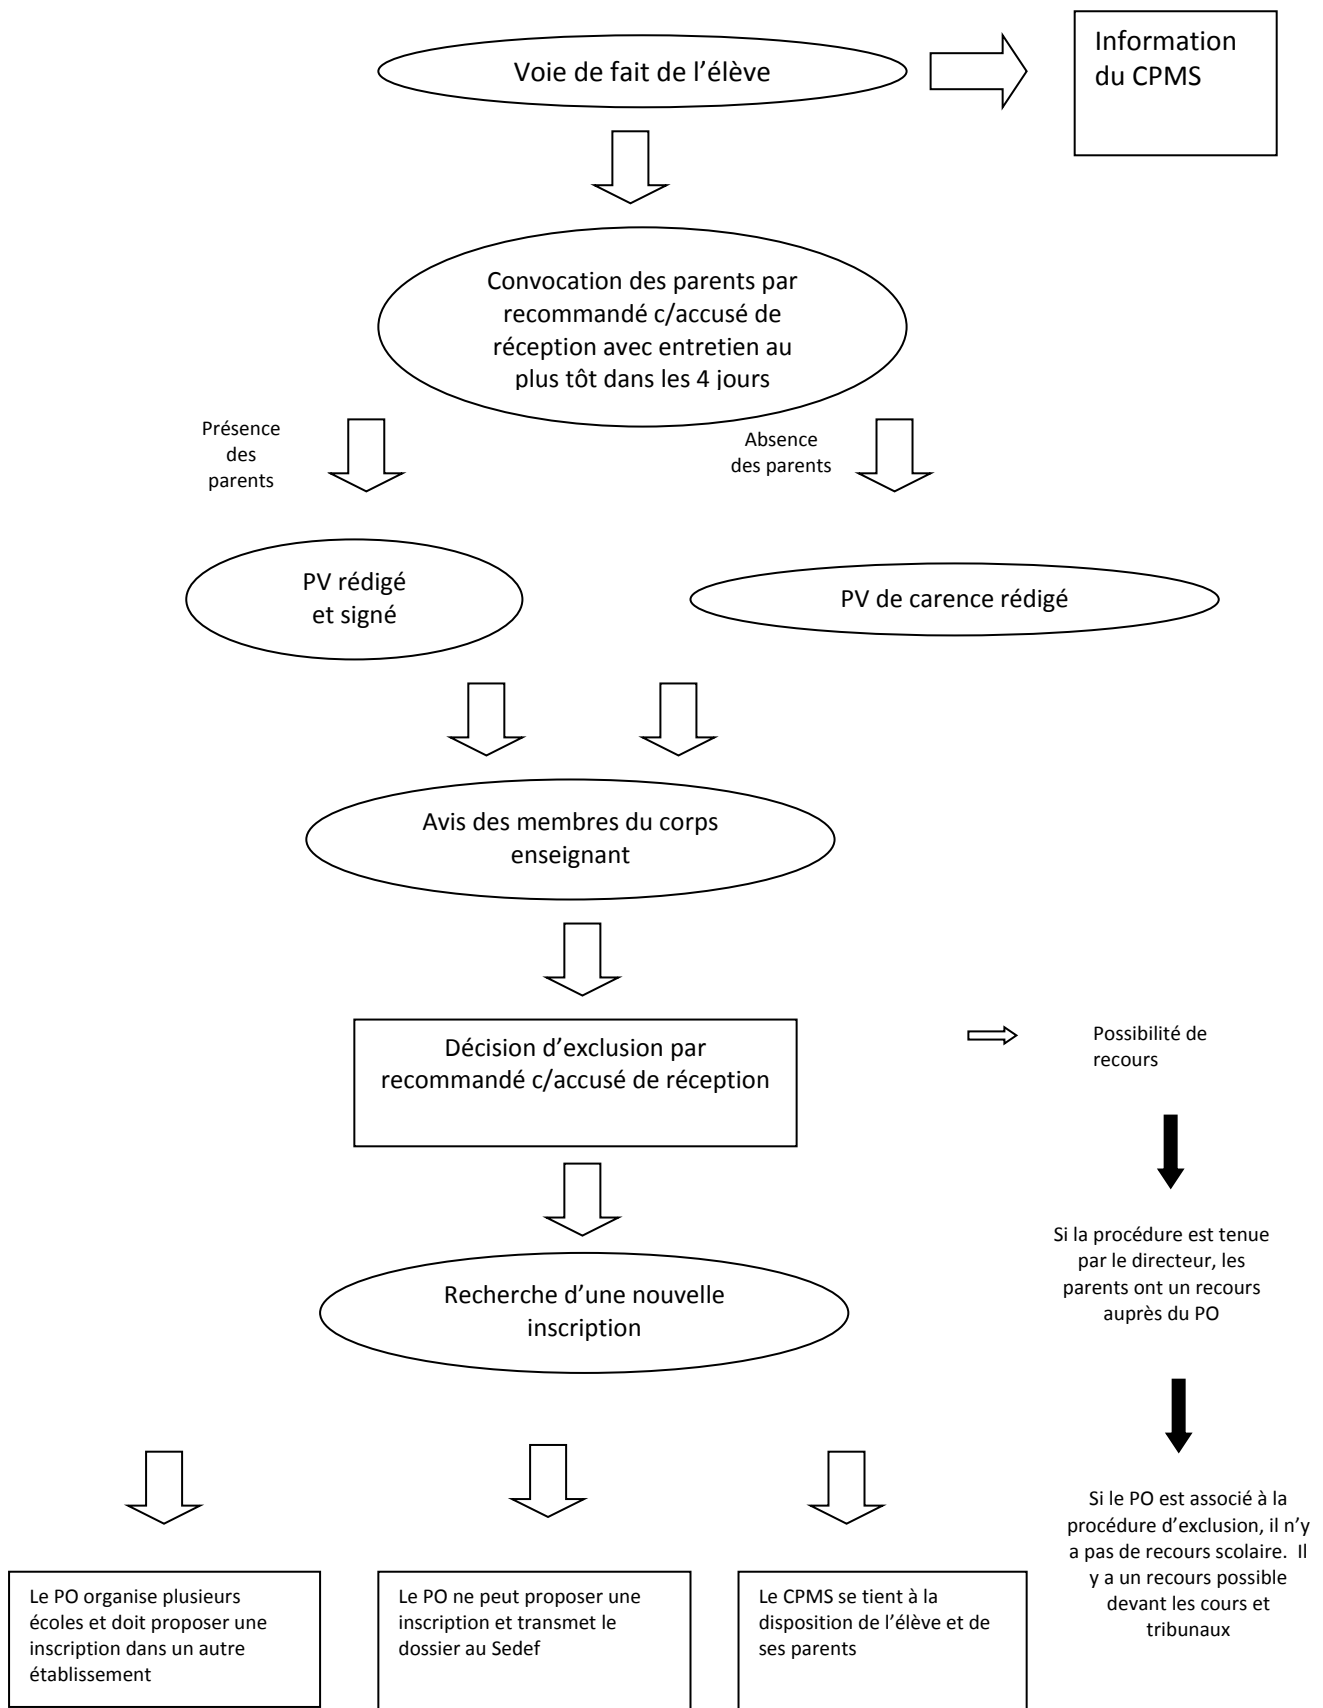 Voie de fait de l’élève
Information
du CPMS
Convocation des parents par
recommandé c/accusé de
réception avec entretien au
plus tôt dans les 4 jours
Présence
des
parents
Absence
des parents
PV rédigé
et signé
PV de carence rédigé
Avis des membres du corps
enseignant
Décision d’exclusion par
recommandé c/accusé de réception
Possibilité de
recours
Si la procédure est tenue
par le directeur, les
parents ont un recours
auprès du PO
Recherche d’une nouvelle
inscription
Si le PO est associé à la
procédure d’exclusion, il n’y
a pas de recours scolaire. Il
y a un recours possible
devant les cours et
tribunaux
Le PO organise plusieurs
écoles et doit proposer une
inscription dans un autre
établissement
Le PO ne peut proposer une
inscription et transmet le
dossier au Sedef
Le CPMS se tient à la
disposition de l’élève et de
ses parents